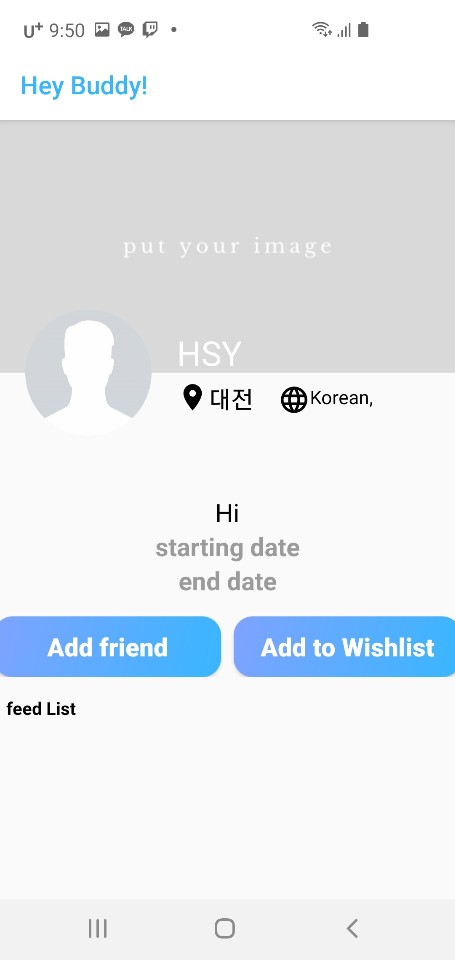 U+ 9:50 TALK
Hey Buddy!
put your image
HSY
대전 Korean,
Hi
starting date
end date
Add friend Add to Wishlist
feed List